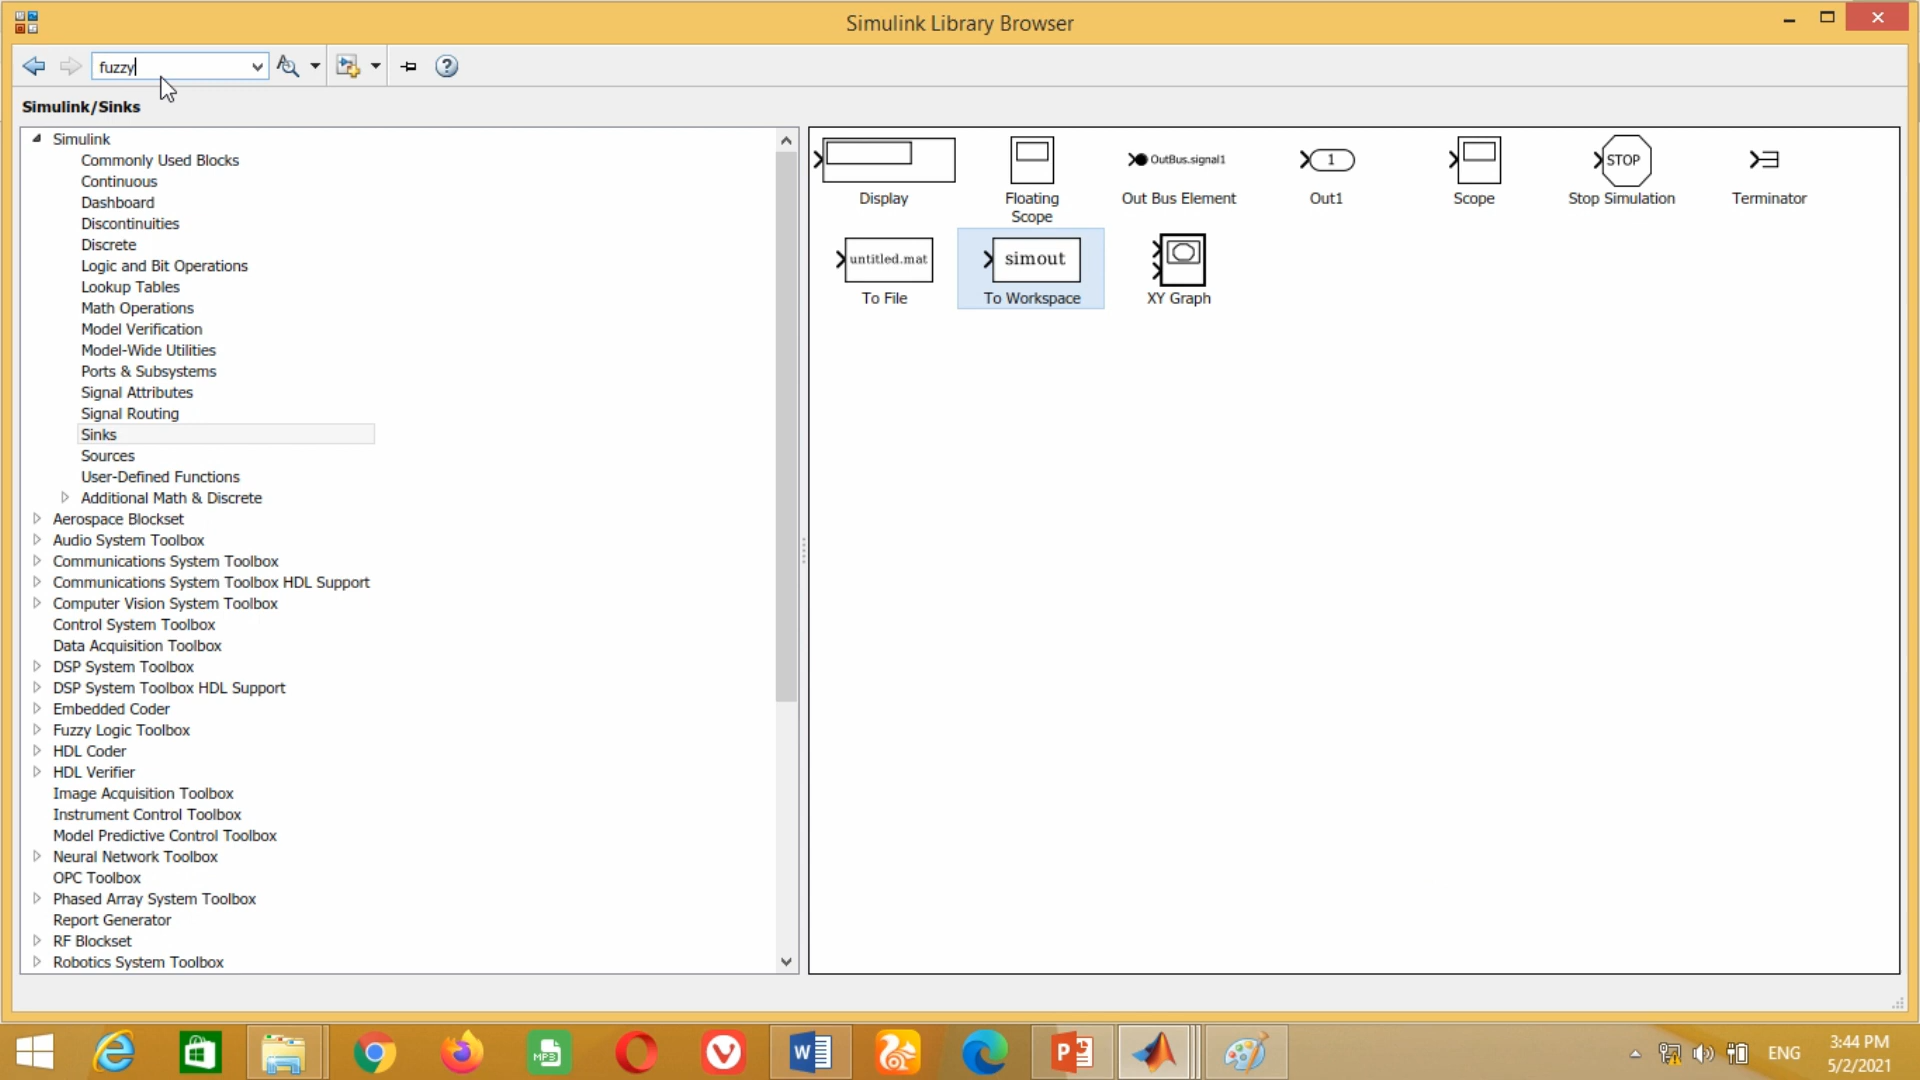 Simulink Library Browser
fuzzy
Simulink/Sinks
Simulink
Commonly Used Blocks
Continuous
Dashboard
Discontinuities
Discrete
Logic and Bit Operations
Lookup Tables
Math Operations
Model Verification
Model-Wide Utilities
Ports & Subsystems
Signal Attributes
Signal Routing
Sinks
Sources
User-Defined Functions
Additional Math & Discrete
Aerospace Blockset
Audio System Toolbox
Communications System Toolbox
Communications System Toolbox HDL Support
Computer Vision System Toolbox
Control System Toolbox
Data Acquisition Toolbox
DSP System Toolbox
DSP System Toolbox HDL Support
Embedded Coder
Fuzzy Logic Toolbox
HDL Coder
HDL Verifier
Image Acquisition Toolbox
Instrument Control Toolbox
Model Predictive Control Toolbox
Neural Network Toolbox
OPC Toolbox
Phased Array System Toolbox
Report Generator
RF Blockset
Robotics System Toolbox
OutBus.signal1
1
STOP
Display
Floating
Scope
Out Bus Element
Out1
Scope
Stop Simulation
Terminator
untitled.mat
simout
To File
To Workspace
XY Graph
MP3
ENG
3:44 PM
5/2/2021